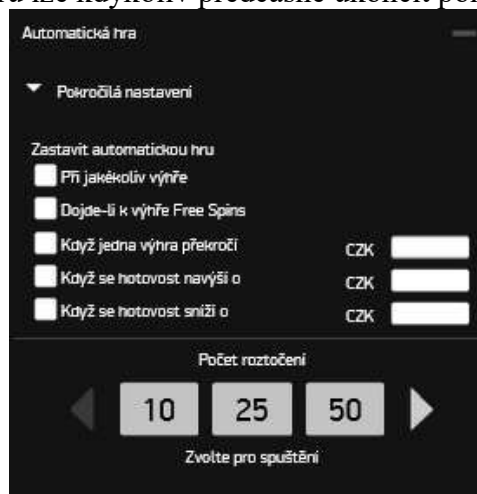 Automatická hra
Pokročilá nastavení
Zastavit automatickou hru
Při jakékoliv výhře
Dojde-li k výhře Free Spins
Když jedna výhra překročí CZK
Když se hotovost navýší o CZK
Když se hotovost sníží o CZK
Počet roztočení
10 25 50
Zvolte pro spuštění